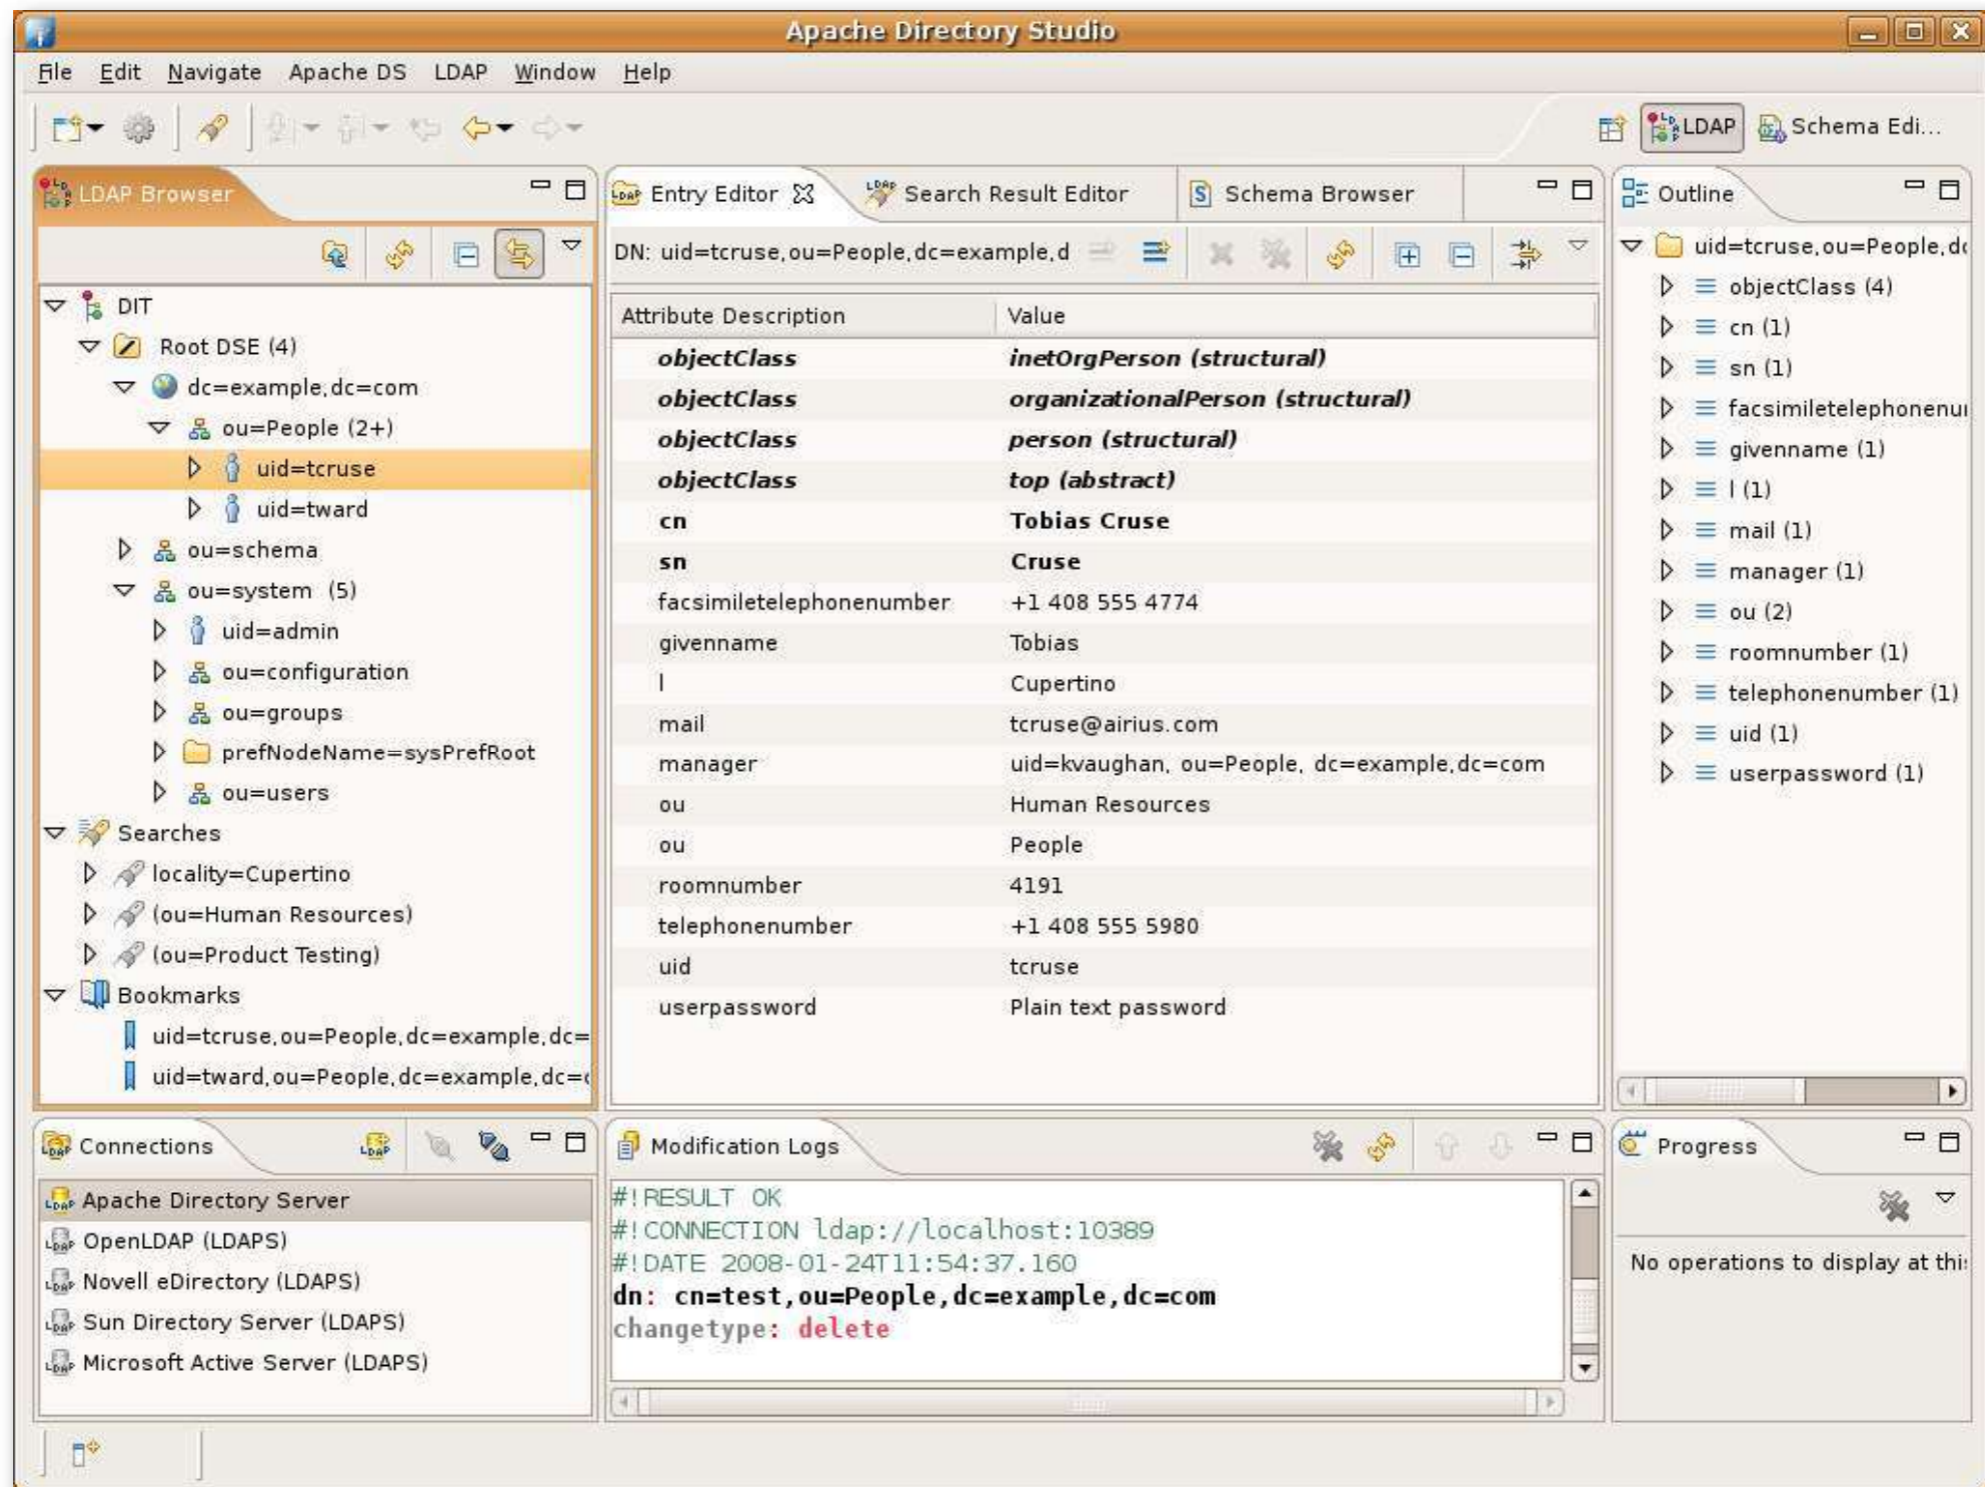 Apache Directory Studio
File Edit Navigate Apache DS LDAP Window Help
LDAP Schema Edi...
LDAP Browser
DIT
Root DSE (4)
dc=example,dc=com
ou=People (2+)
uid=tcruse
uid=tward
ou=schema
ou=system (5)
uid=admin
ou=configuration
ou=groups
prefNodeName=sysPrefRoot
ou=users
Searches
locality=Cupertino
(ou=Human Resources)
(ou=Product Testing)
Bookmarks
uid=tcruse,ou=People,dc=example,dc=
uid=tward,ou=People,dc=example,dc=c
Entry Editor Search Result Editor Schema Browser
DN: uid=tcruse,ou=People,dc=example,d
Attribute Description Value
objectClass inetOrgPerson (structural)
objectClass organizationalPerson (structural)
objectClass person (structural)
objectClass top (abstract)
cn Tobias Cruse
sn Cruse
facsimiletelephonenumber +1 408 555 4774
givenname Tobias
l Cupertino
mail tcruse@airius.com
manager uid=kvaughan, ou=People, dc=example,dc=com
ou Human Resources
ou People
roomnumber 4191
telephonenumber +1 408 555 5980
uid tcruse
userpassword Plain text password
Outline
uid=tcruse,ou=People,dc
objectClass (4)
cn (1)
sn (1)
facsimiletelephonenu
givenname (1)
l (1)
mail (1)
manager (1)
ou (2)
roomnumber (1)
telephonenumber (1)
uid (1)
userpassword (1)
Connections
Apache Directory Server
OpenLDAP (LDAPS)
Novell eDirectory (LDAPS)
Sun Directory Server (LDAPS)
Microsoft Active Server (LDAPS)
Modification Logs
#!RESULT OK
#!CONNECTION ldap://localhost:10389
#!DATE 2008-01-24T11:54:37.160
dn: cn=test,ou=People,dc=example,dc=com
changetype: delete
Progress
No operations to display at this